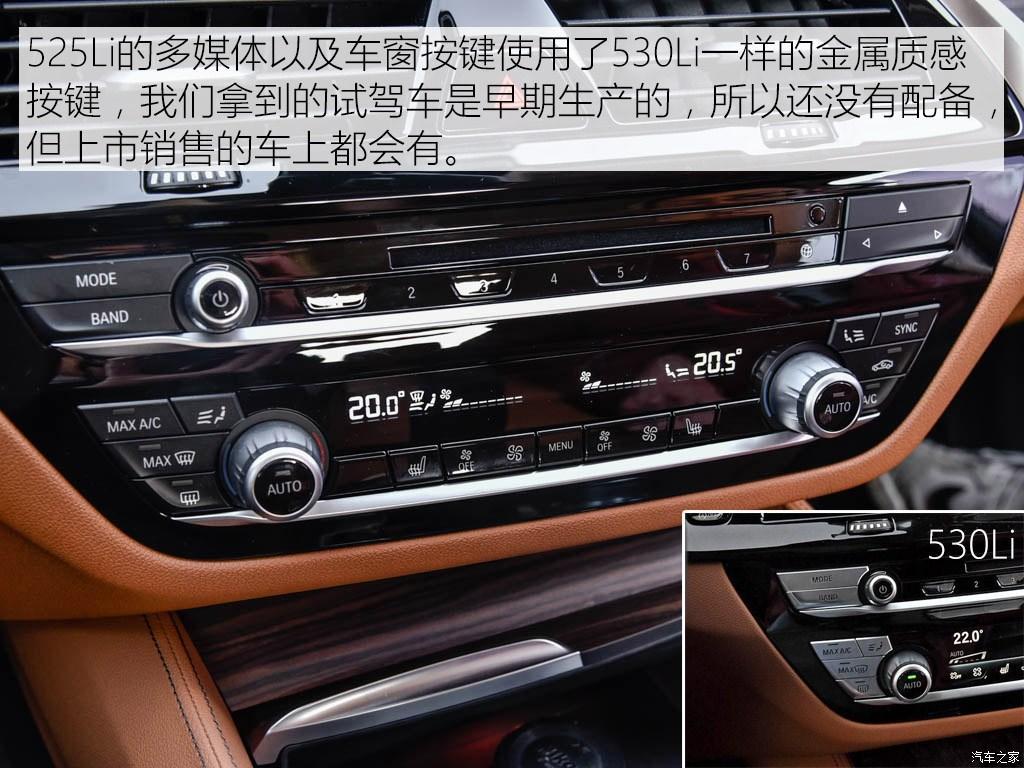 525Li的多媒体以及车窗按键使用了530Li一样的金属质感
按键，我们拿到的试驾车是早期生产的，所以还没有配备，
但上市销售的车上都会有。
MODE
BAND
1 2 3 4 5 6 7
SYNC
20.0°
20.5°
MAX A/C
MAX
AUTO
OFF
MENU
OFF
AUTO
A/C
530Li
MODE
BAND
2 3
22.0°
AUTO
MAX A/C
MAX
AUTO
汽车之家